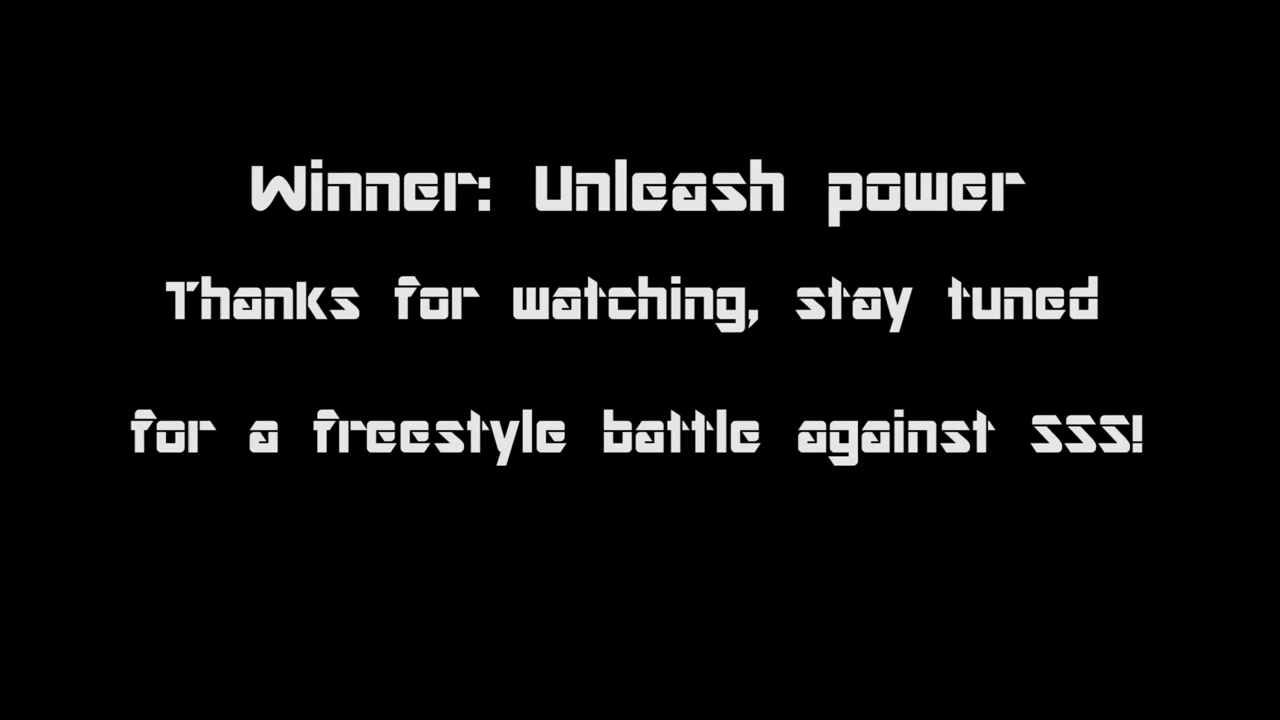 Winner: Unleash power
Thanks for watching, stay tuned
for a freestyle battle against sss!